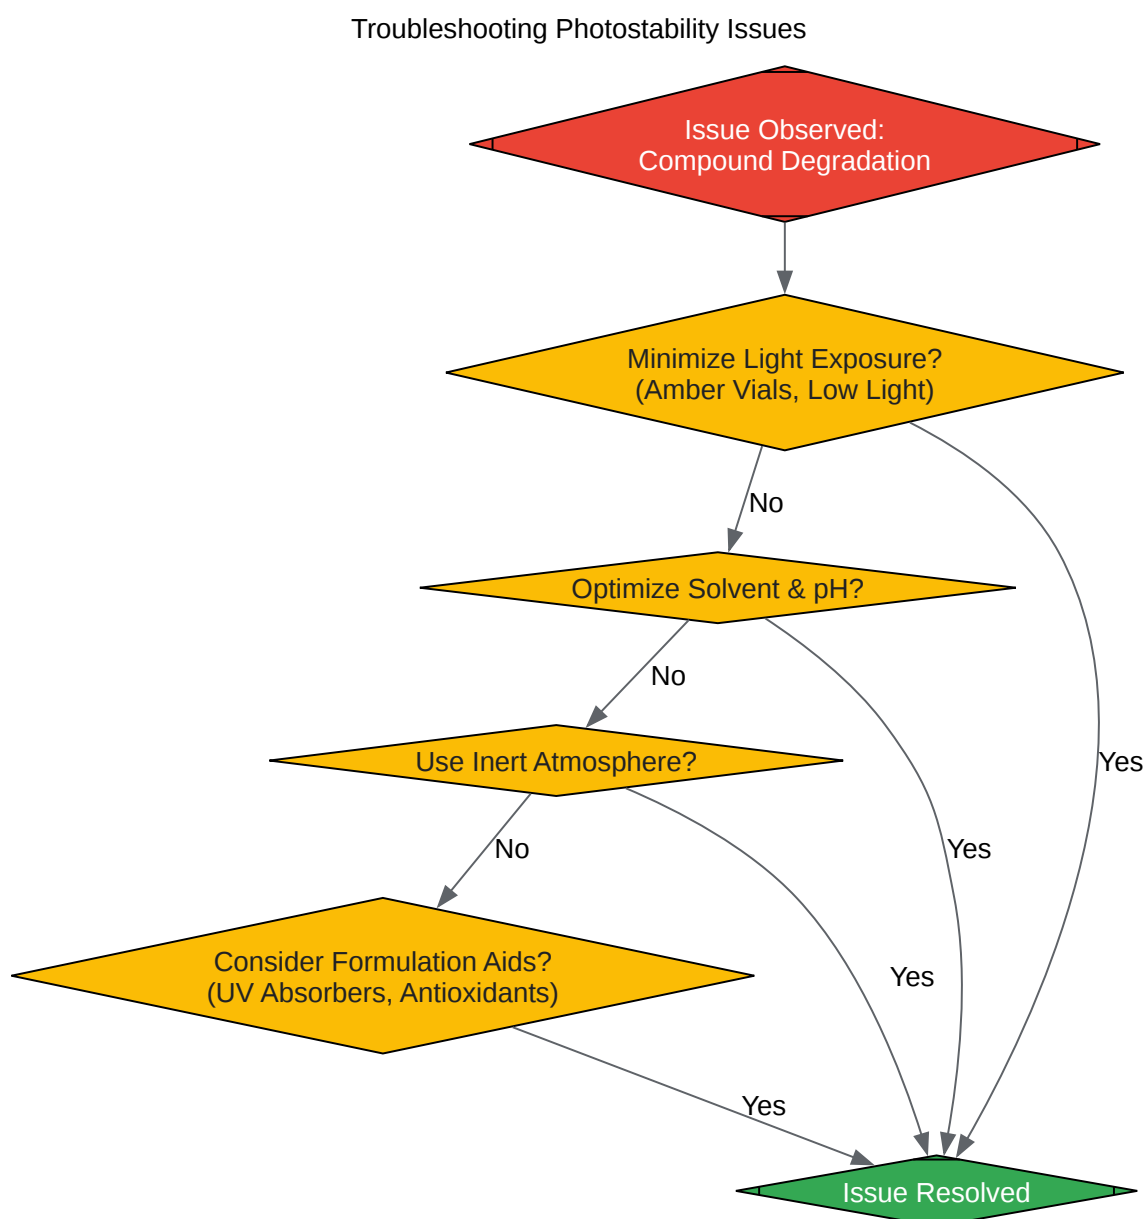 Troubleshooting Photostability Issues
Issue Observed:
Compound Degradation
Minimize Light Exposure?
(Amber Vials, Low Light)
No
Optimize Solvent & pH?
No
Use Inert Atmosphere?
Yes
No
Yes
Consider Formulation Aids?
(UV Absorbers, Antioxidants)
Yes
Yes
Issue Resolved